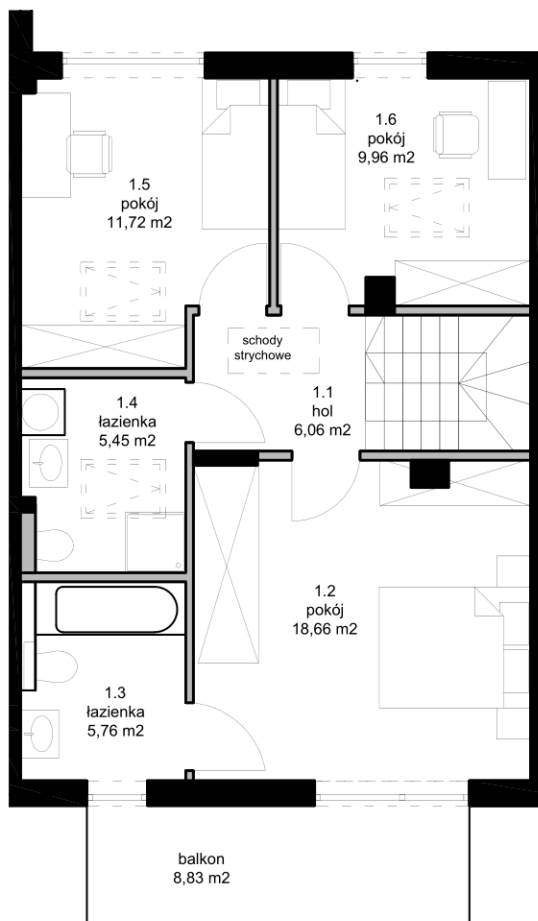 1.5
pokój
11,72 m2
1.6
pokój
9,96 m2
schody
strychowe
1.1
hol
6,06 m2
1.4
łazienka
5,45 m2
1.2
pokój
18,66 m2
1.3
łazienka
5,76 m2
balkon
8,83 m2